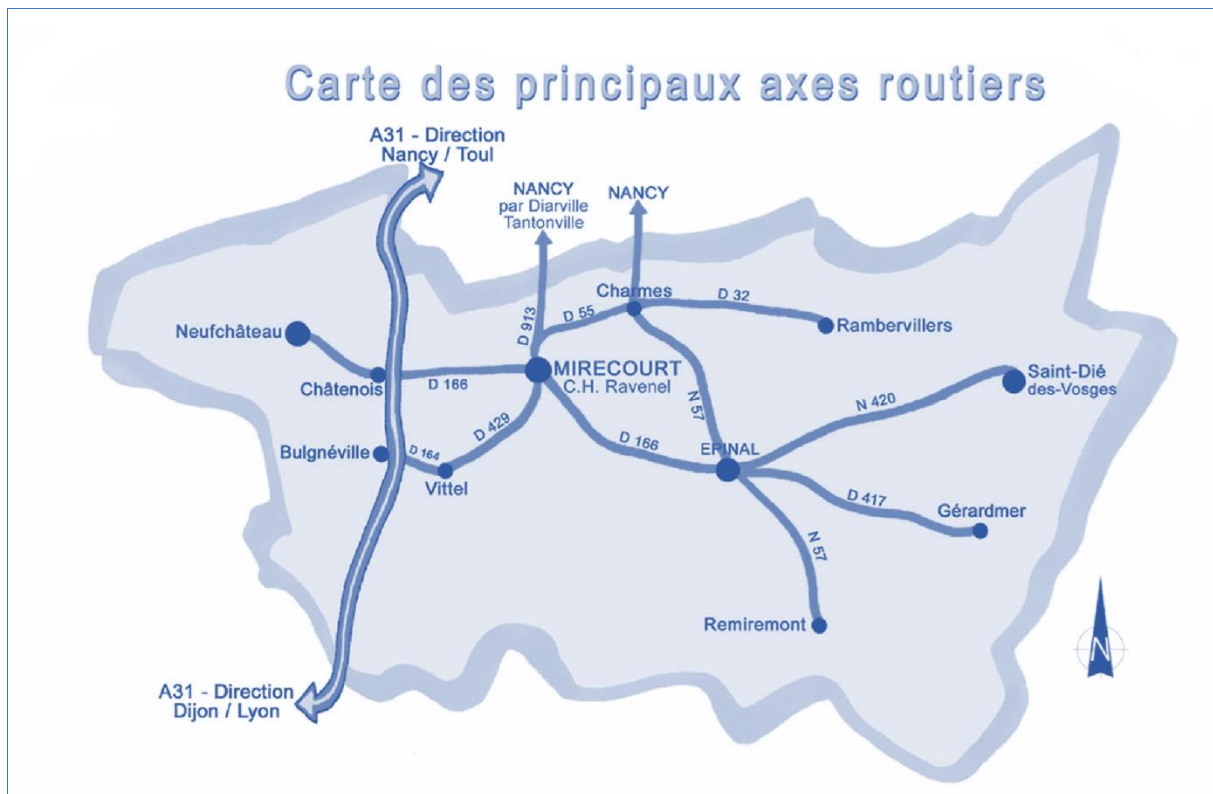 Carte des principaux axes routiers
A31 - Direction
Nancy / Toul
NANCY
par Diarville
Tantonville
NANCY
Charmes
D 32
D 55
D 913
Neufchâteau
Rambervillers
Châtenois
D 166
MIRECOURT
C.H. Ravenel
Saint-Dié
des-Vosges
N 57
N 420
D 429
D 166
EPINAL
Bulgnéville
D 164
Vittel
D 417
Gérardmer
N 57
Remiremont
N
A31 - Direction
Dijon / Lyon